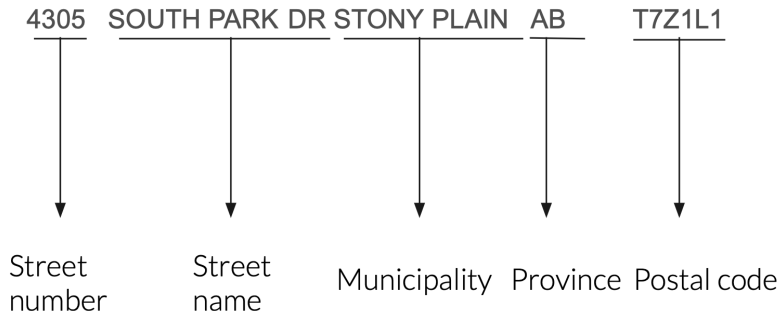 4305 SOUTH PARK DR STONY PLAIN AB T7Z1L1
Street number
Street name
Municipality
Province
Postal code